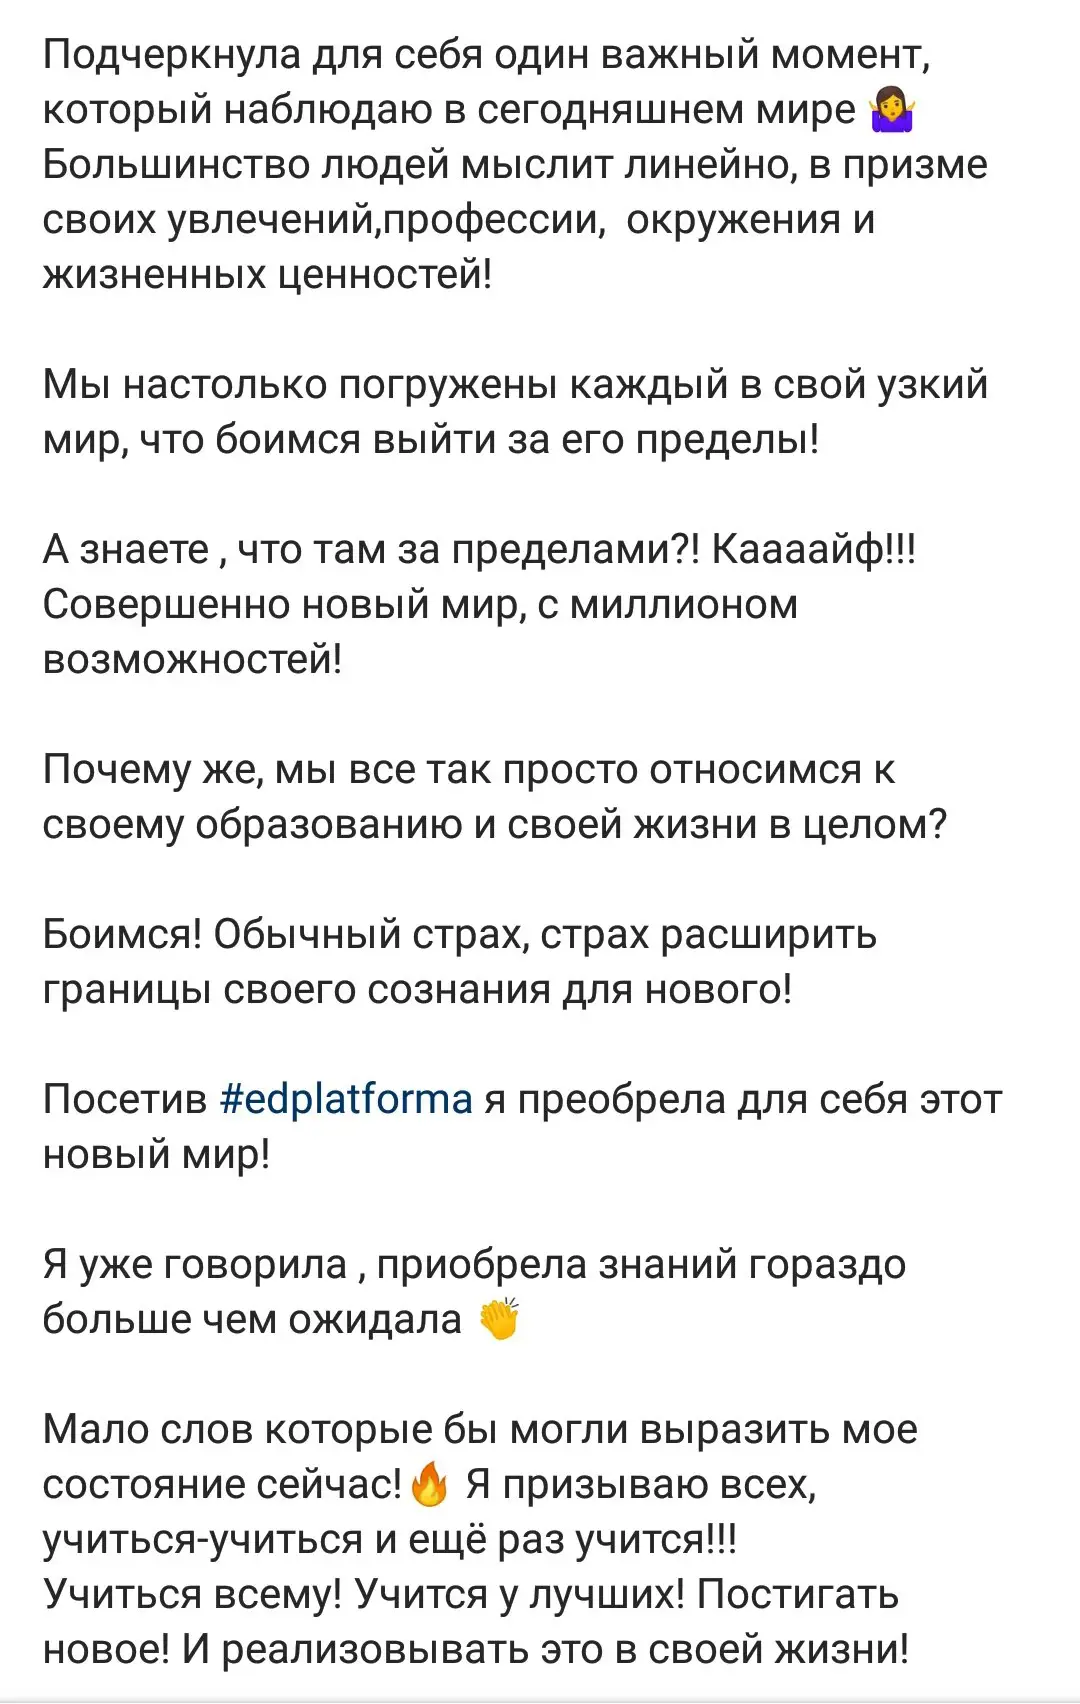 Подчеркнула для себя один важный момент,
который наблюдаю в сегодняшнем мире 🤷‍♀️
Большинство людей мыслит линейно, в призме
своих увлечений,профессии,  окружения и
жизненных ценностей!
Мы настолько погружены каждый в свой узкий
мир, что боимся выйти за его пределы!
А знаете , что там за пределами?! Каааайф!!!
Совершенно новый мир, с миллионом
возможностей!
Почему же, мы все так просто относимся к
своему образованию и своей жизни в целом?
Боимся! Обычный страх, страх расширить
границы своего сознания для нового!
Посетив #edplatforma я преобрела для себя этот
новый мир!
Я уже говорила , приобрела знаний гораздо
больше чем ожидала 👏
Мало слов которые бы могли выразить мое
состояние сейчас!🔥 Я призываю всех,
учиться-учиться и ещё раз учится!!!
Учиться всему! Учится у лучших! Постигать
новое! И реализовывать это в своей жизни!